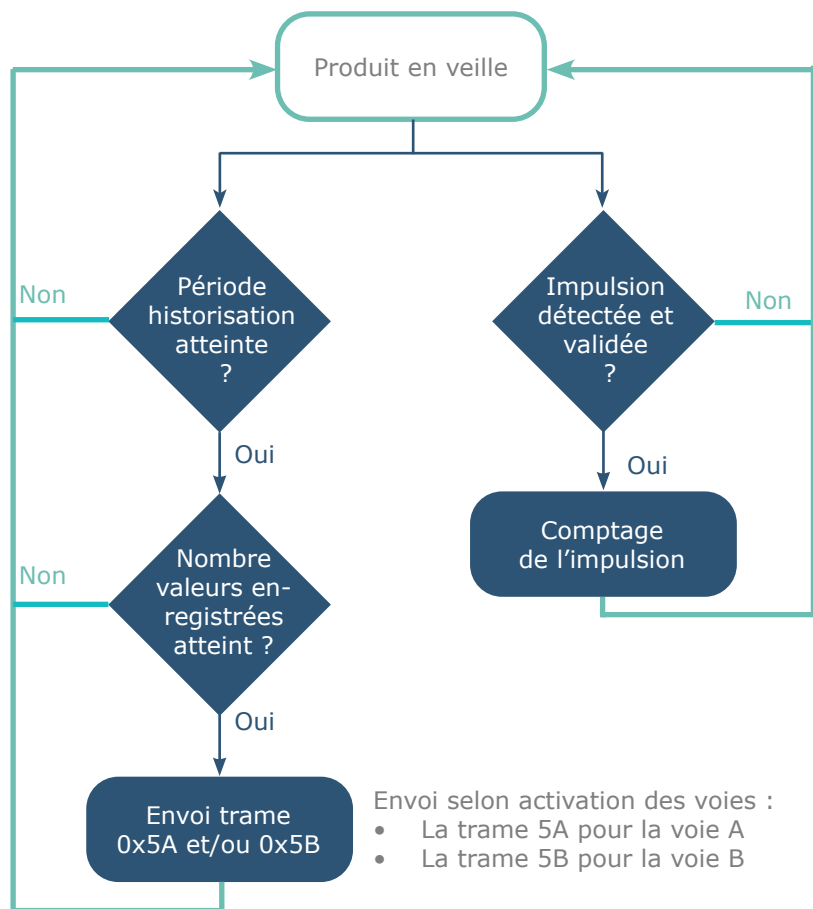 Produit en veille
Période
historisation
atteinte
?
Non
Oui
Nombre
valeurs en-
registrées
atteint ?
Non
Oui
Envoi trame
0x5A et/ou 0x5B
Impulsion
détectée et
validée
?
Non
Oui
Comptage
de l’impulsion
Envoi selon activation des voies :
• La trame 5A pour la voie A
• La trame 5B pour la voie B